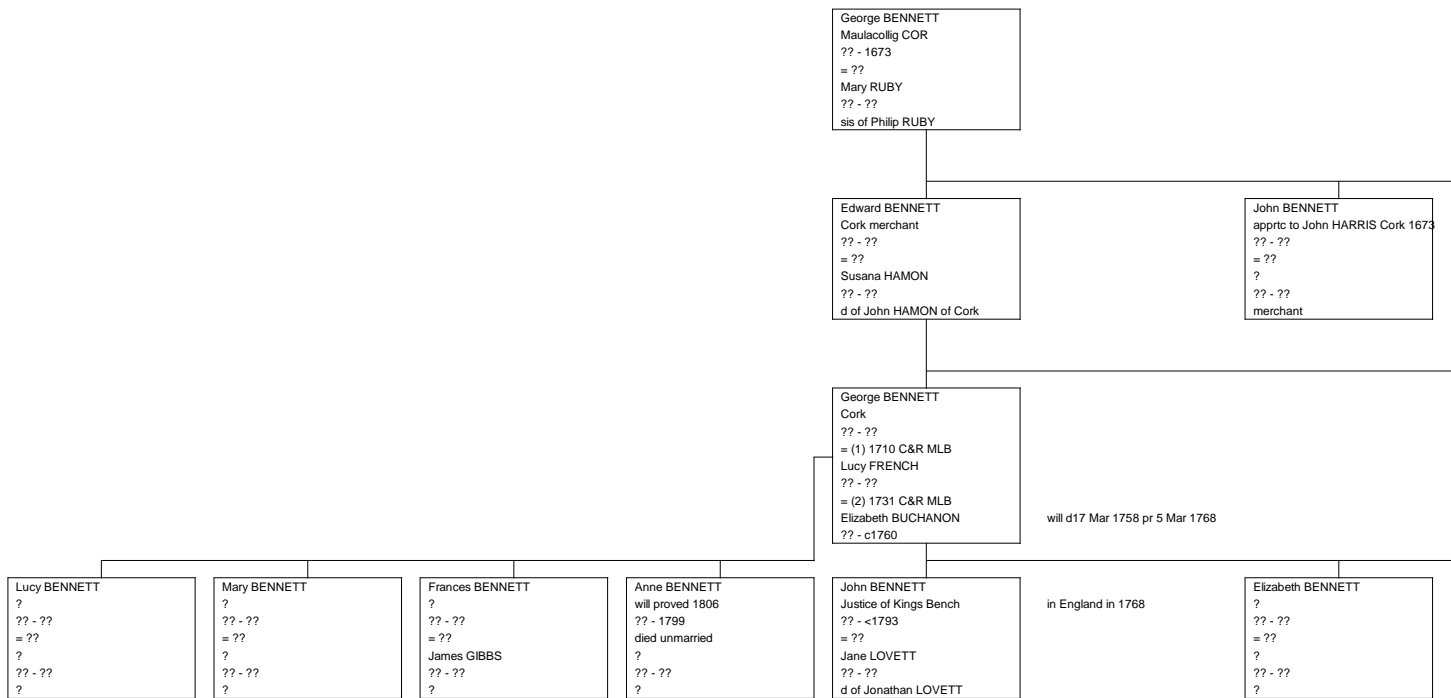 George BENNETT
Maulacollig COR
?? - 1673
= ??
Mary RUBY
?? - ??
sis of Philip RUBY
Edward BENNETT
Cork merchant
?? - ??
= ??
Susana HAMON
?? - ??
d of John HAMON of Cork
John BENNETT
apprtc to John HARRIS Cork 1673
?? - ??
= ??
?
?? - ??
merchant
George BENNETT
Cork
?? - ??
= (1) 1710 C&R MLB
Lucy FRENCH
?? - ??
= (2) 1731 C&R MLB
Elizabeth BUCHANON
?? - c1760
will d17 Mar 1758 pr 5 Mar 1768
Lucy BENNETT
?
?? - ??
= ??
?
?? - ??
?
Mary BENNETT
?
?? - ??
= ??
?
?? - ??
?
Frances BENNETT
?
?? - ??
= ??
James GIBBS
?? - ??
?
Anne BENNETT
will proved 1806
?? - 1799
died unmarried
?
?? - ??
?
John BENNETT
Justice of Kings Bench
?? - <1793
= ??
Jane LOVETT
?? - ??
d of Jonathan LOVETT
in England in 1768
Elizabeth BENNETT
?
?? - ??
= ??
?
?? - ??
?